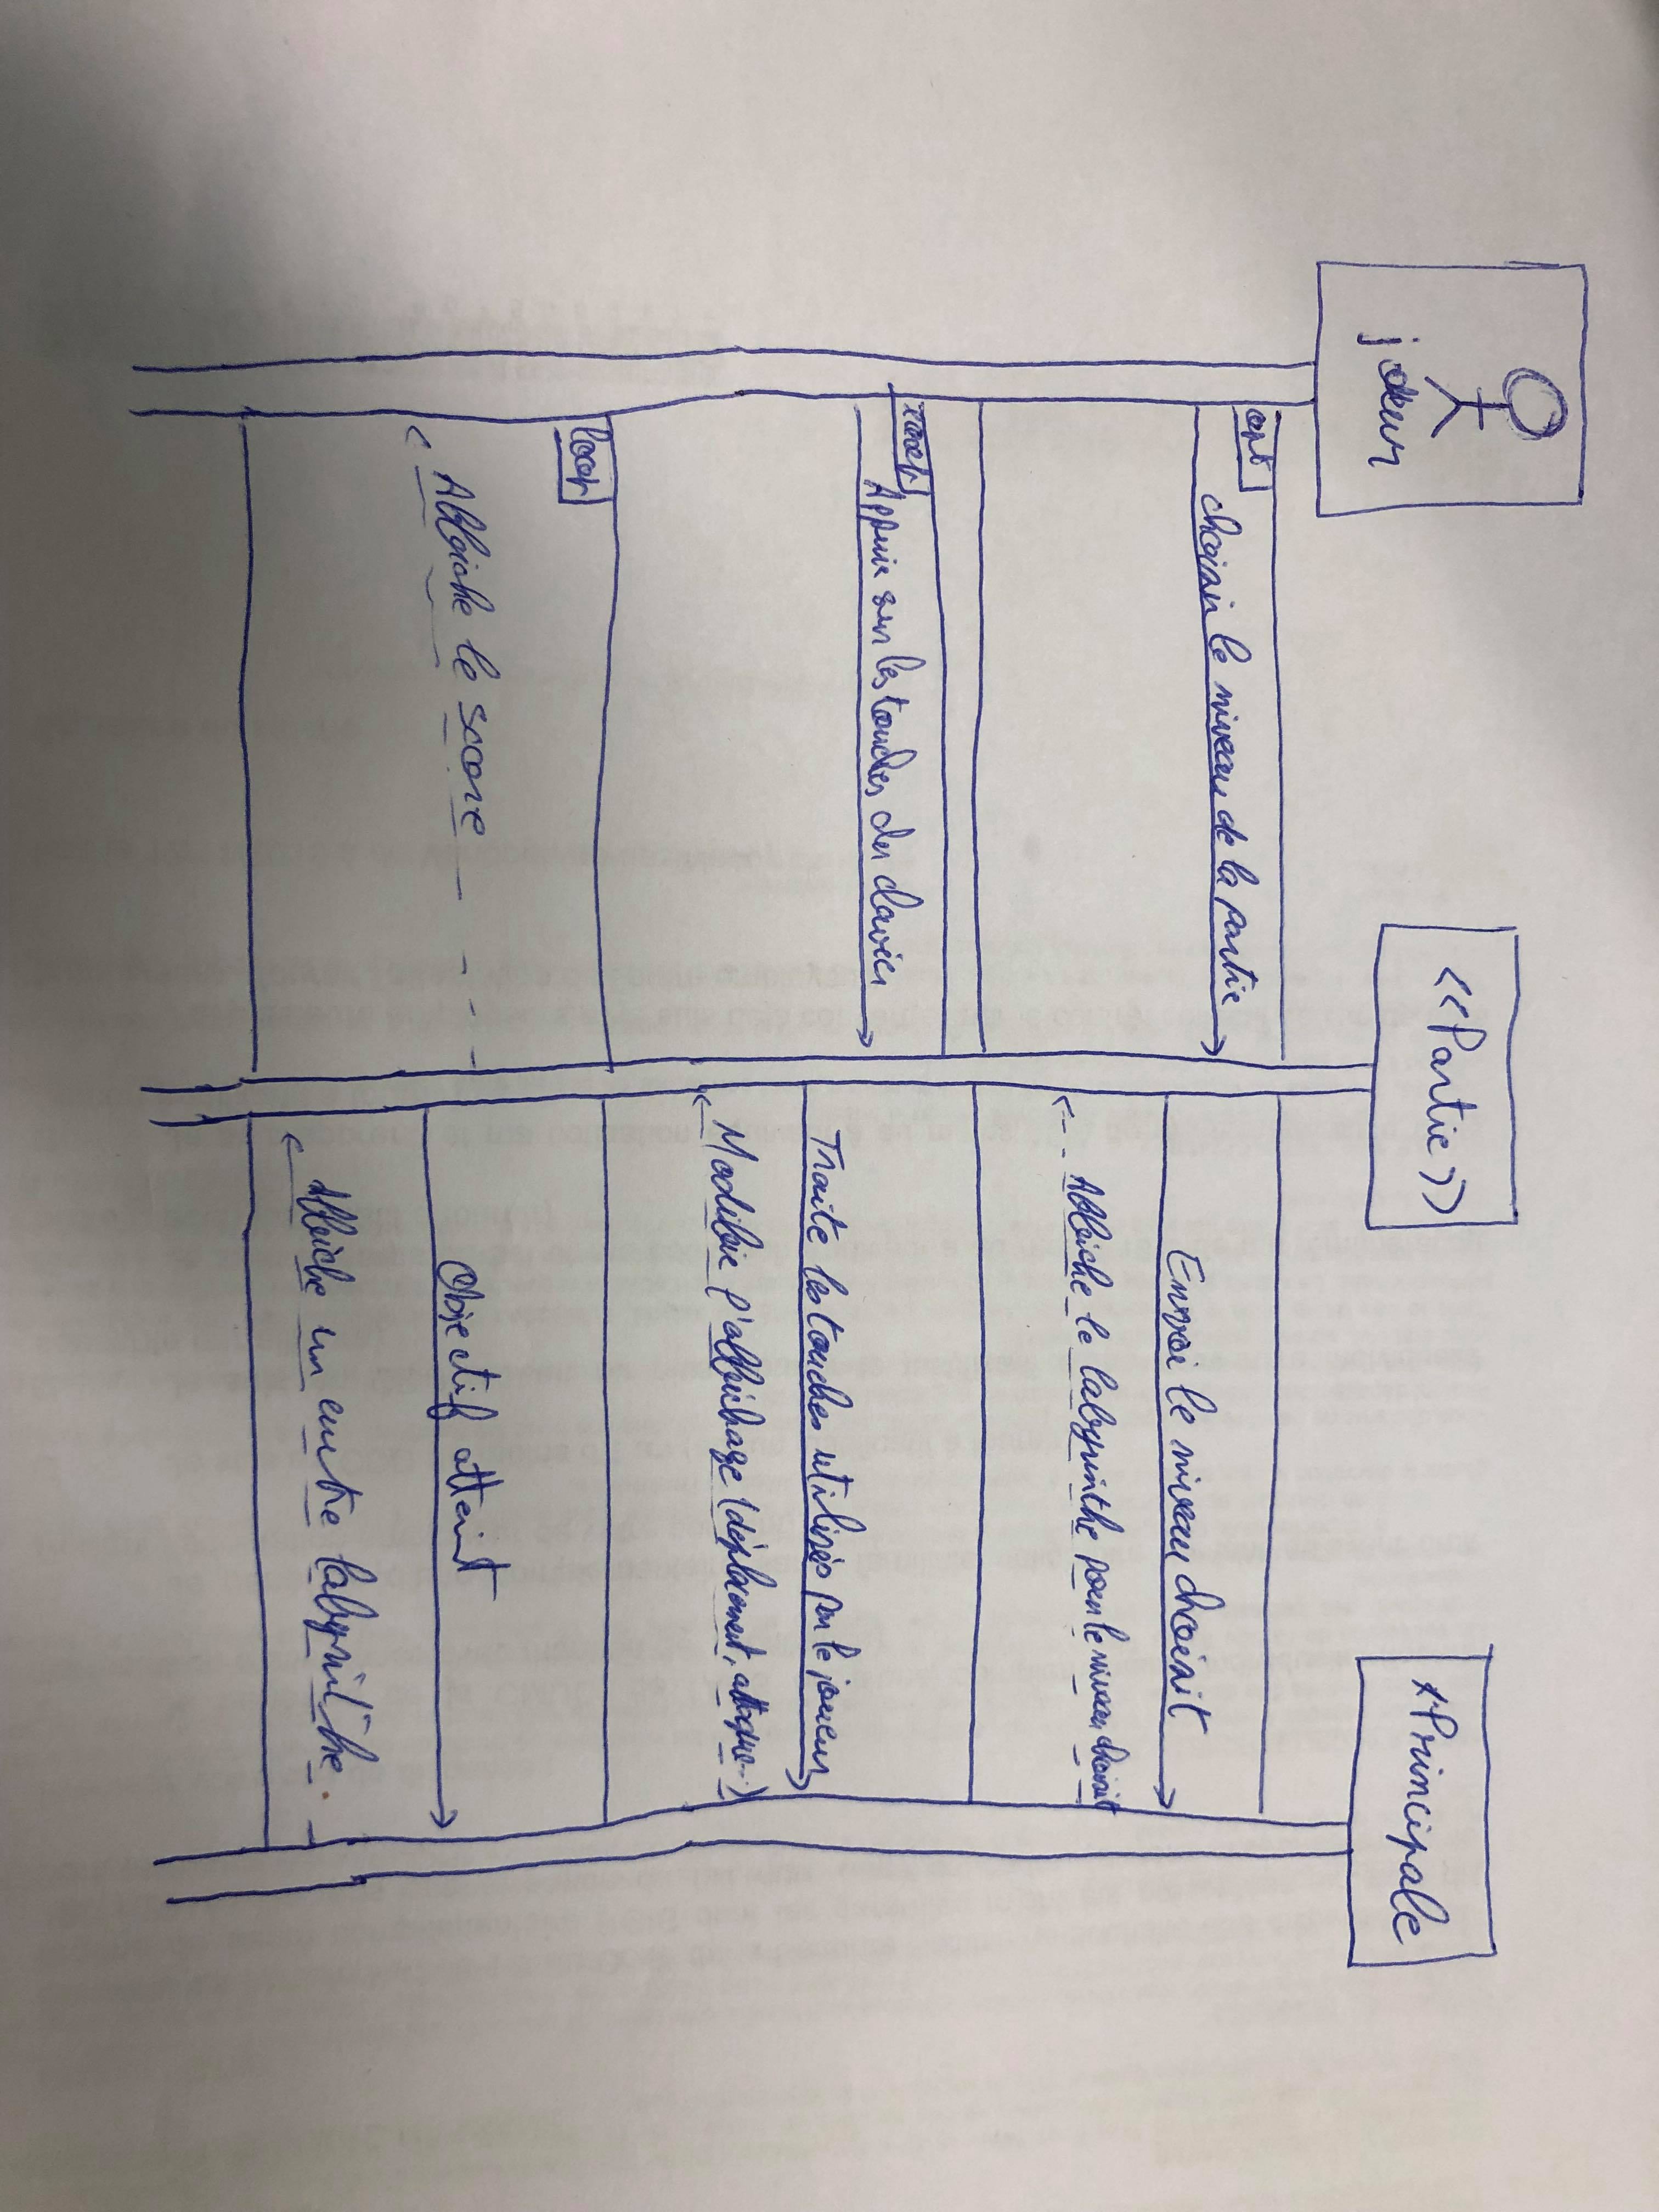 joueur
<<Partie>>
Principale
opt
choisir le niveau de la partie
Envoi le niveau choisit
Affiche le labyrinthe pour le niveau choisit
Appuie sur les touches du clavier
Traite les touches utilisés par le joueur
Modifie l'affichage (déplacement, attaque...)
loop
Objectif atteint
Affiche le score
Affiche un autre labyrinthe.